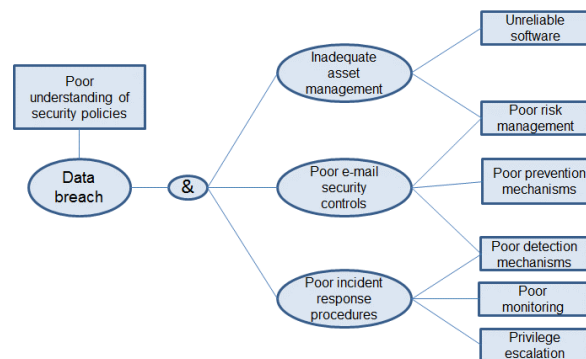 Poor
understanding of
security policies
Data
breach
&
Inadequate
asset
management
Poor e-mail
security
controls
Poor incident
response
procedures
Unreliable
software
Poor risk
management
Poor prevention
mechanisms
Poor detection
mechanisms
Poor
monitoring
Privilege
escalation